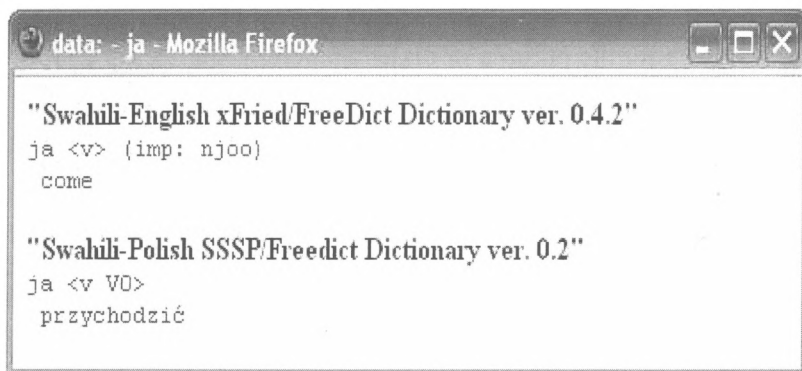 data: - ja - Mozilla Firefox
"Swahili-English xFried/FreeDict Dictionary ver. 0.4.2"
ja <v> (imp: njoo)
come
"Swahili-Polish SSSP/Freedict Dictionary ver. 0.2"
ja <v VO>
przychodzić